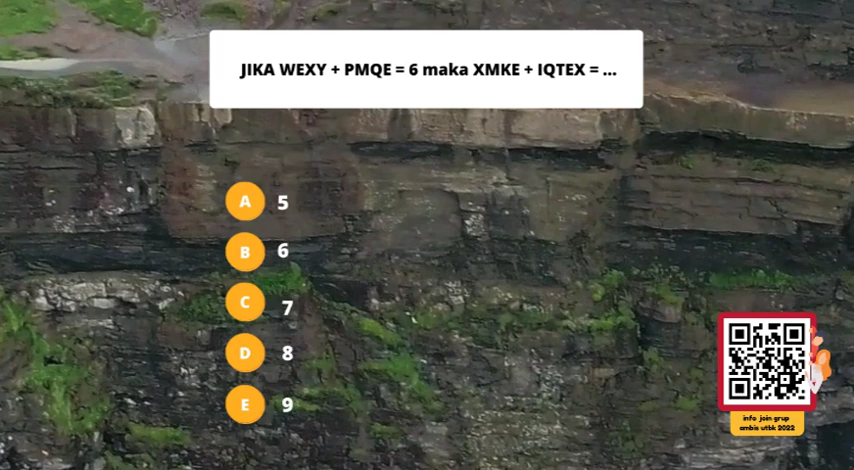 JIKA WEXY + PMQE = 6 maka XMKE + IQTEX = ...
A 5
B 6
C 7
D 8
E 9
info join grup
ambis utbk 2022